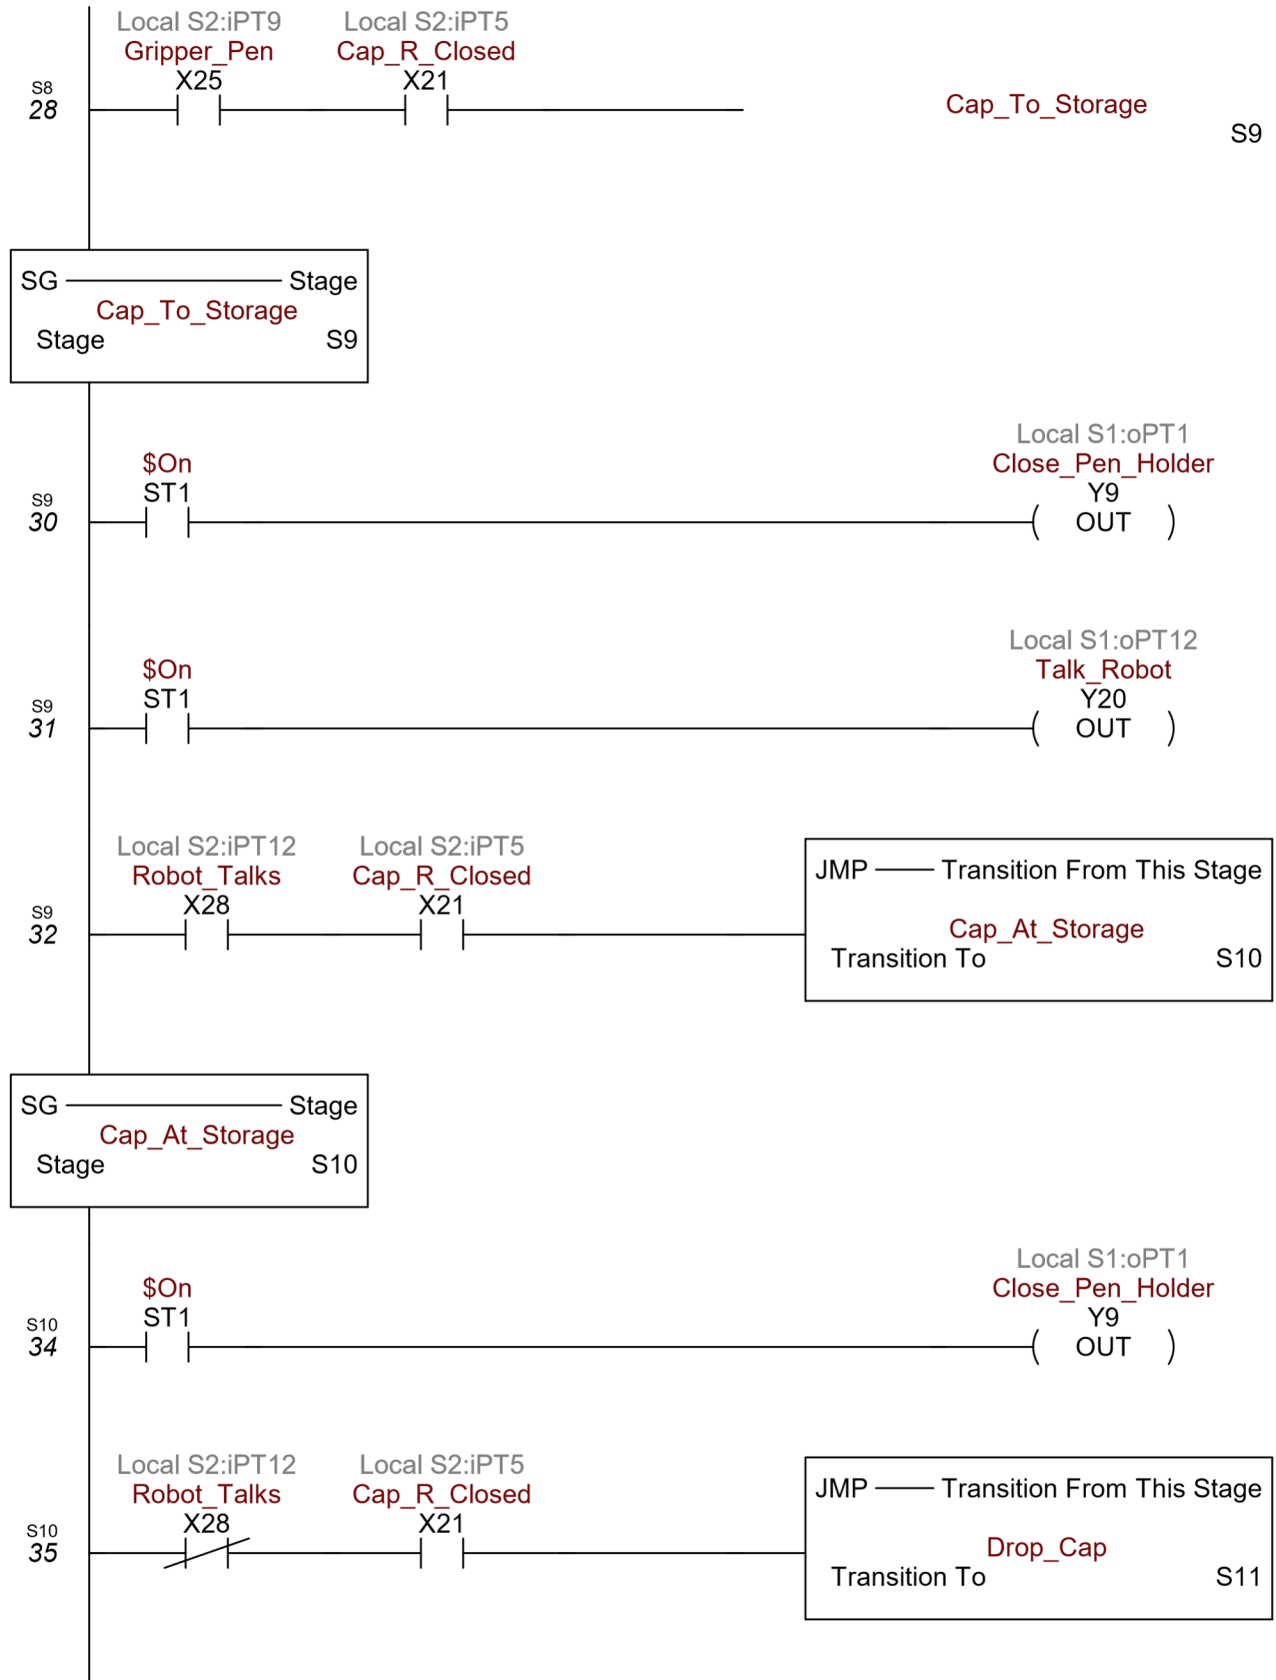 Local S2:iPT9 Local S2:iPT5
Gripper_Pen Cap_R_Closed
X25 X21
S8
28
Cap_To_Storage
S9
SG Stage
Cap_To_Storage
Stage S9
Local S1:oPT1
$On Close_Pen_Holder
ST1 Y9
S9
30 ( OUT )
Local S1:oPT12
$On Talk_Robot
ST1 Y20
S9
31 ( OUT )
Local S2:iPT12 Local S2:iPT5
Robot_Talks Cap_R_Closed JMP Transition From This Stage
X28 X21
S9
32
Cap_At_Storage
Transition To S10
SG Stage
Cap_At_Storage
Stage S10
Local S1:oPT1
$On Close_Pen_Holder
ST1 Y9
S10
34 ( OUT )
Local S2:iPT12 Local S2:iPT5
Robot_Talks Cap_R_Closed JMP Transition From This Stage
X28 X21
S10
35
Drop_Cap
Transition To S11